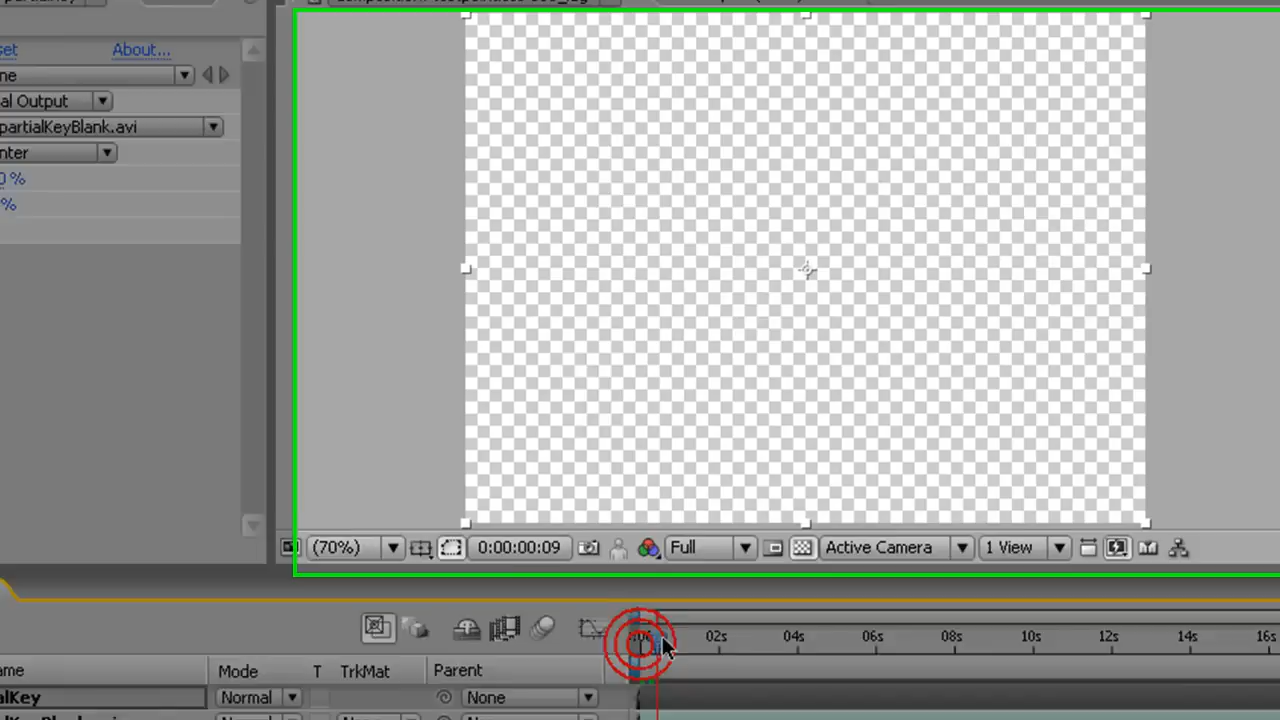 set About...
ne
al Output
partialKeyBlank.avi
nter
0 %
%
(70%) 0:00:00:09 Full Active Camera 1 View
02s 04s 06s 08s 10s 12s 14s 16s
ame Mode T TrkMat Parent
alKey Normal None